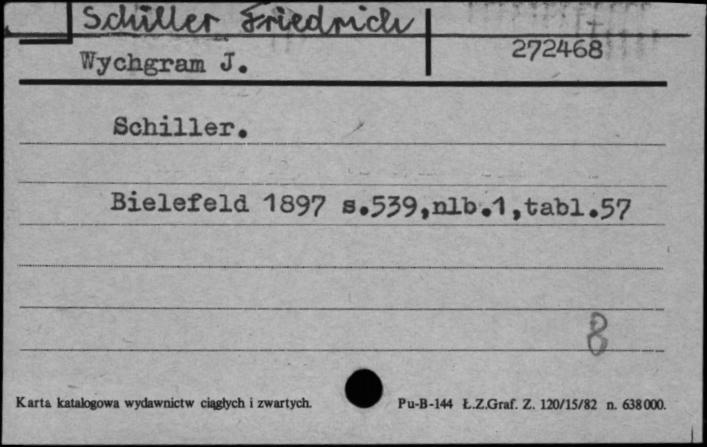 Schiller Friedrich
I
272468
Wychgram J.
Schiller.
Bielefeld 1897 s.539,nlb.1,tabl.57
8
Karta katalogowa wydawnictw ciągłych i zwartych. Pu-B-144 Ł.Z.Graf. Z. 120/15/82 n. 638000.